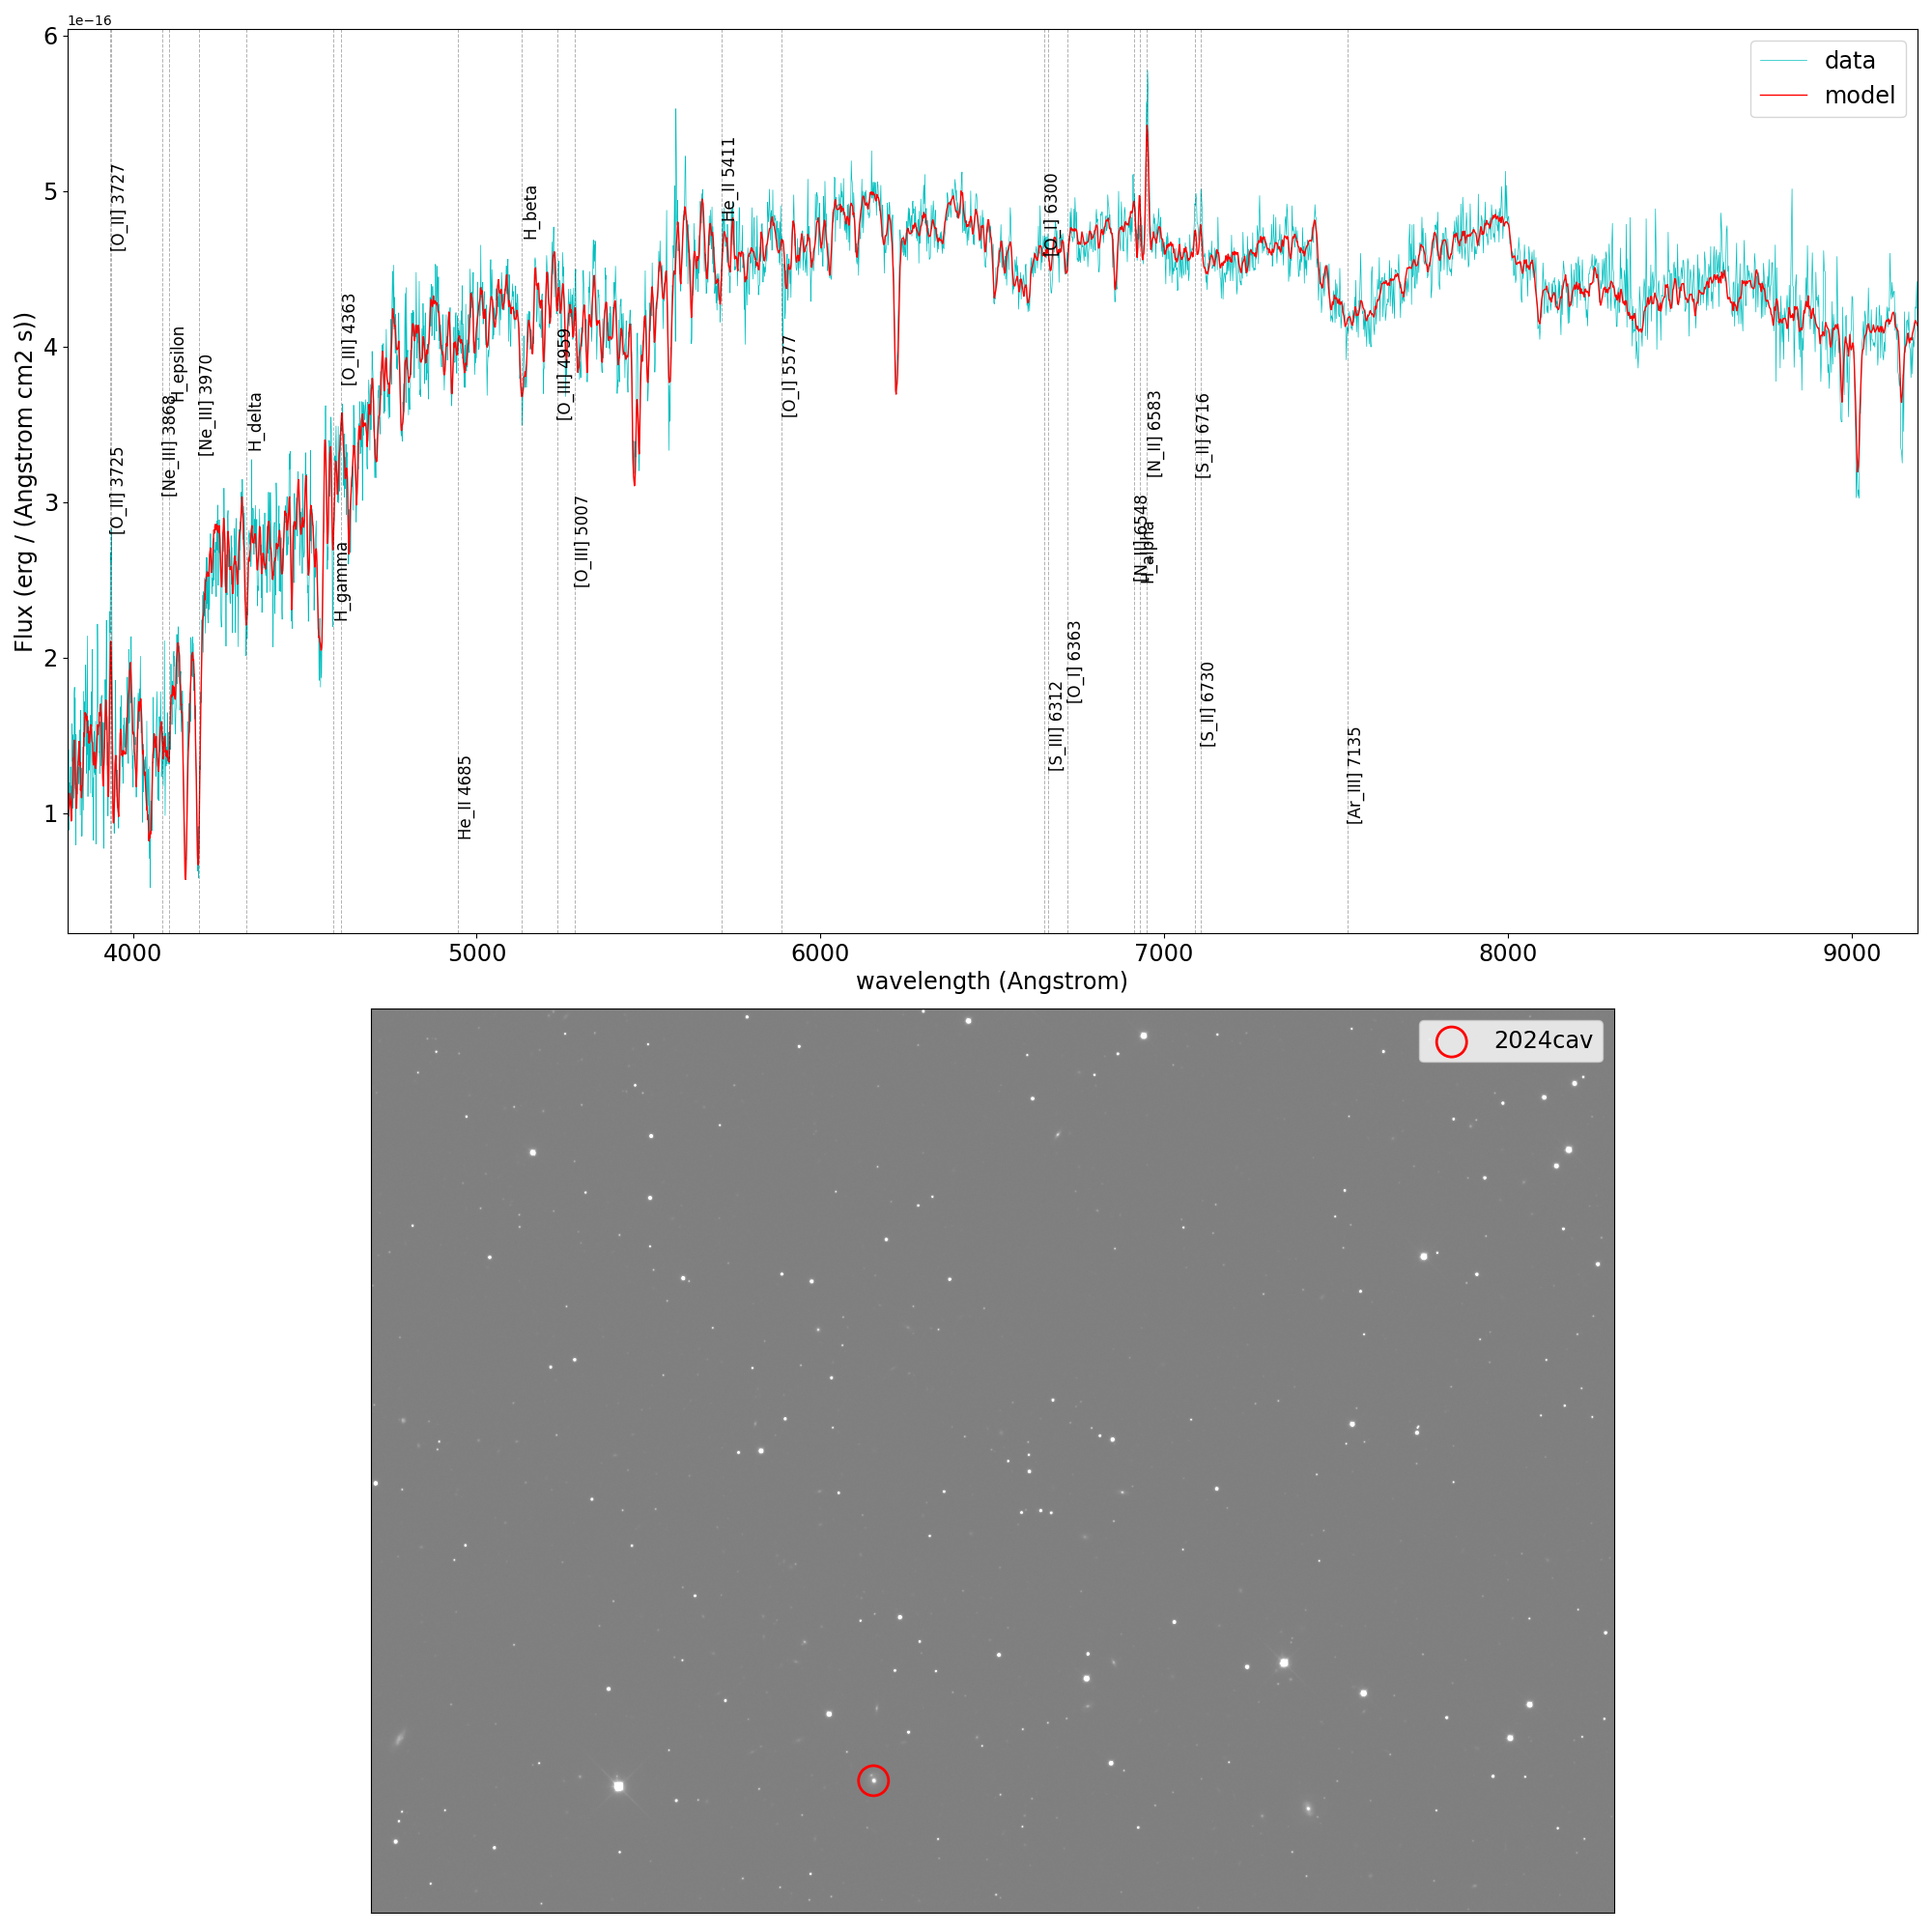 1e−16
data
model
[O_II] 3727
[O_II] 3725
[Ne_III] 3868
H_epsilon
[Ne_III] 3970
H_delta
H_gamma
[O_III] 4363
He_II 4685
H_beta
[O_III] 4959
[O_III] 5007
He_II 5411
[O_I] 5577
[O_I] 6300
[S_III] 6312
[O_I] 6363
[N_II] 6548
H_alpha
[N_II] 6583
[S_II] 6716
[S_II] 6730
[Ar_III] 7135
Flux (erg / (Angstrom cm2 s))
6
5
4
3
2
1
4000 5000 6000 7000 8000 9000
wavelength (Angstrom)
2024cav